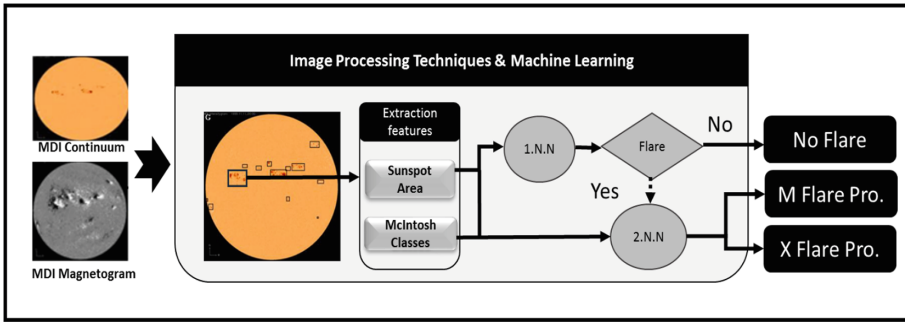 Image Processing Techniques & Machine Learning
MDI Continuum
MDI Magnetogram
G
Extraction
features
Sunspot
Area
McIntosh
Classes
1.N.N
Flare
No
Yes
2.N.N
No Flare
M Flare Pro.
X Flare Pro.